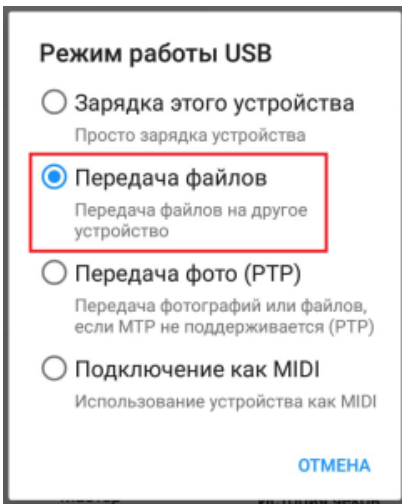 Режим работы USB
Зарядка этого устройства
Просто зарядка устройства
Передача файлов
Передача файлов на другое
устройство
Передача фото (PTP)
Передача фотографий или файлов,
если MTP не поддерживается (PTP)
Подключение как MIDI
Использование устройства как MIDI
ОТМЕНА